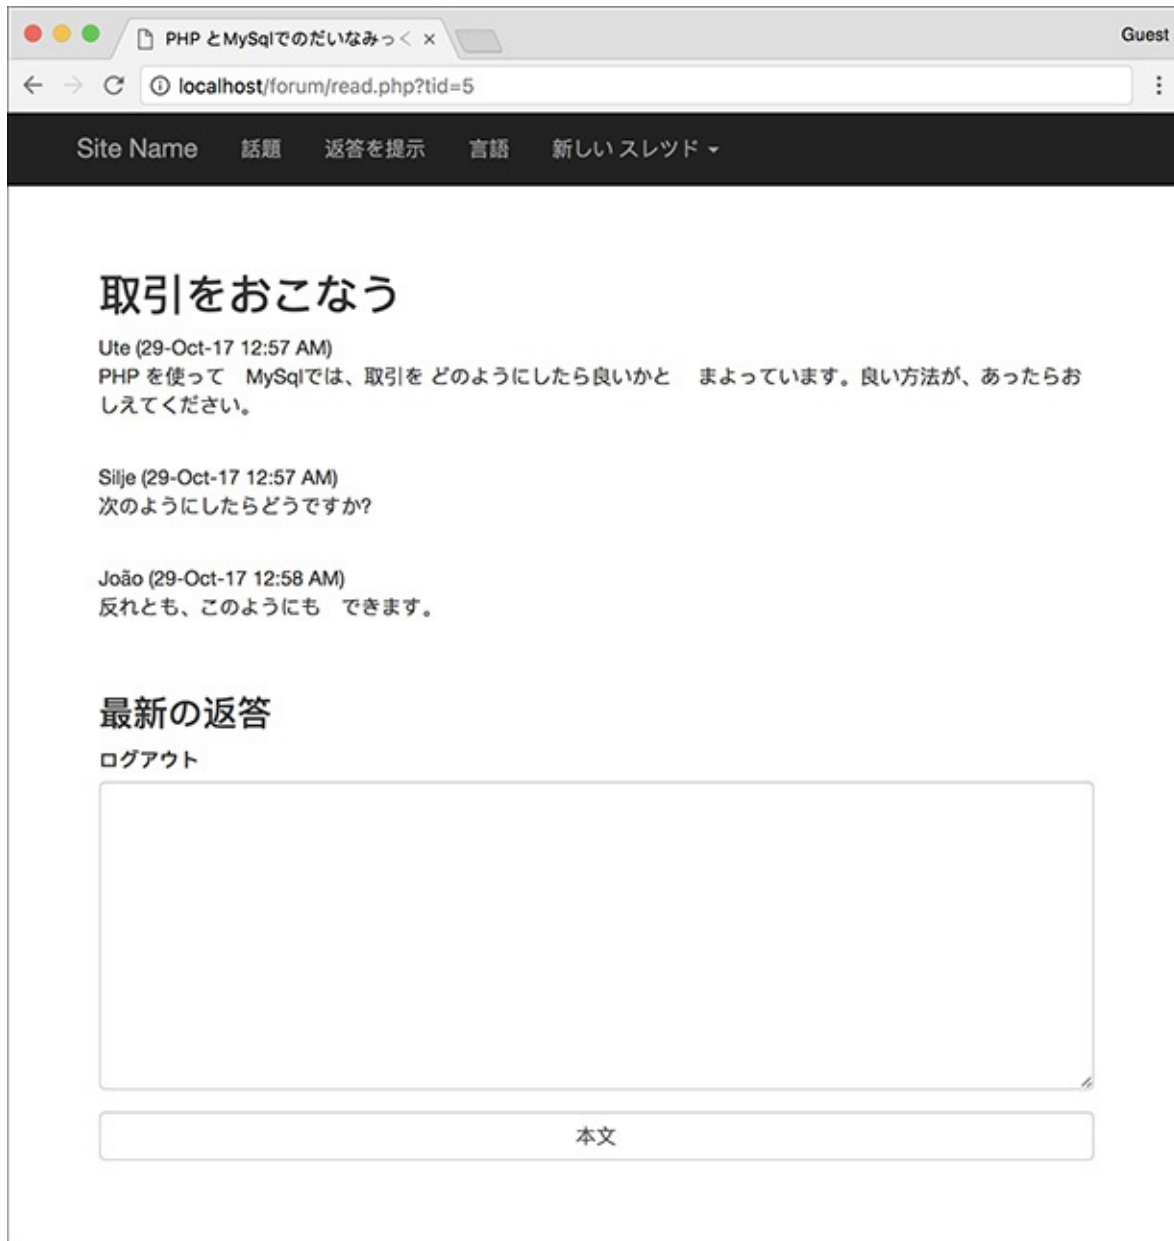 PHP とMySqlでのだいなみっく
Guest
localhost/forum/read.php?tid=5
Site Name 話題 返答を提示 言語 新しい スレツド
取引をおこなう
Ute (29-Oct-17 12:57 AM)
PHP を使って　MySqlでは、取引を どのようにしたら良いかと　まよっています。良い方法が、あったらお
しえてください。
Silje (29-Oct-17 12:57 AM)
次のようにしたらどうですか?
João (29-Oct-17 12:58 AM)
反れとも、このようにも　できます。
最新の返答
ログアウト
本文